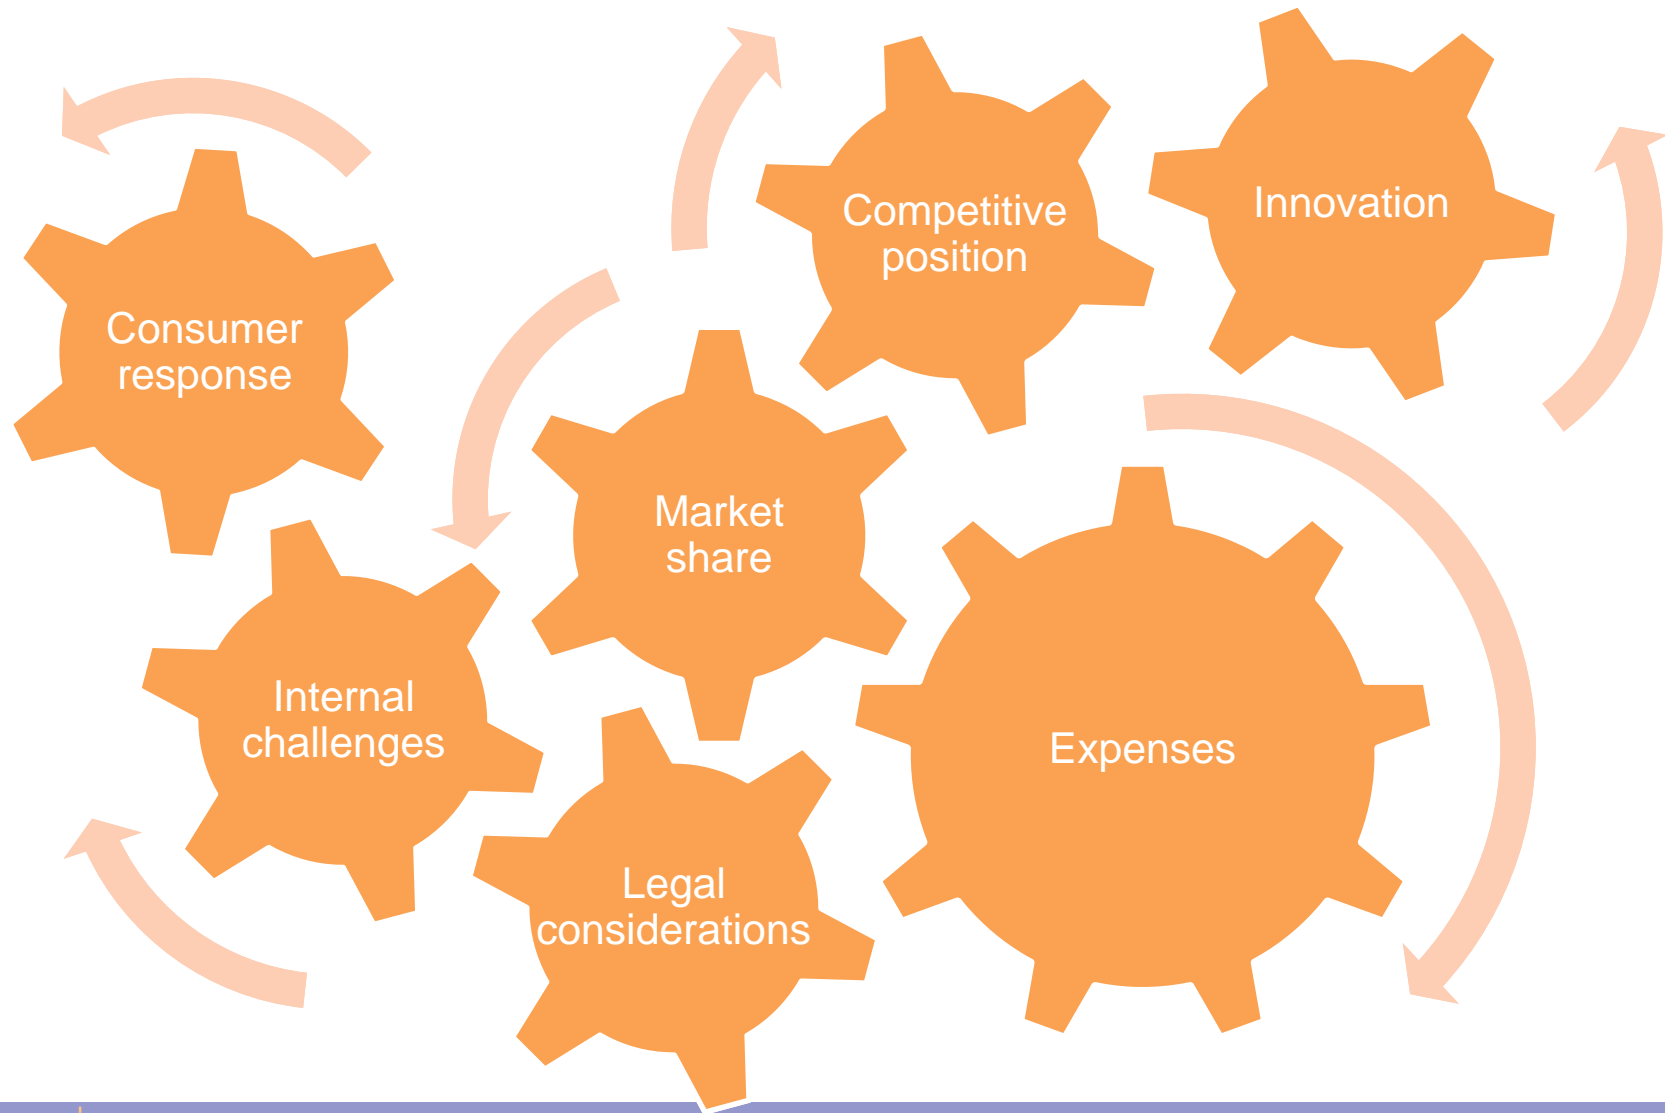 Consumer
response
Competitive
position
Innovation
Market
share
Internal
challenges
Expenses
Legal
considerations